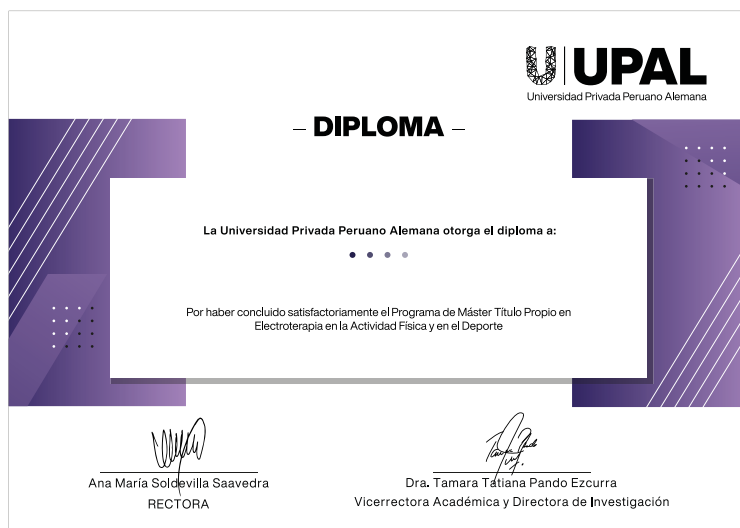 UPAL
Universidad Privada Peruano Alemana
– DIPLOMA –
La Universidad Privada Peruano Alemana otorga el diploma a:
Por haber concluido satisfactoriamente el Programa de Máster Título Propio en
Electroterapia en la Actividad Física y en el Deporte
Ana María Soldevilla Saavedra
RECTORA
Dra. Tamara Tatiana Pando Ezcurra
Vicerrectora Académica y Directora de Investigación